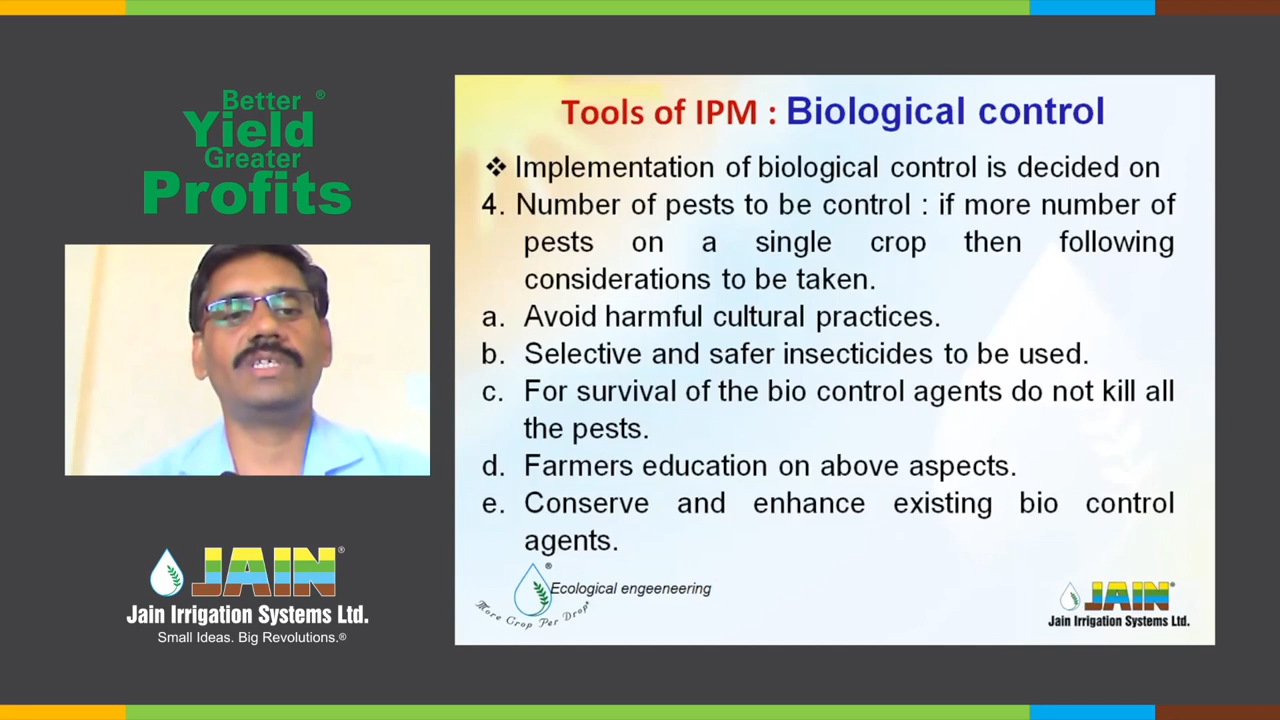 Better ®
Yield
Greater
Profits
JAIN®
Jain Irrigation Systems Ltd.
Small Ideas. Big Revolutions.®
Tools of IPM : Biological control
❖ Implementation of biological control is decided on
4. Number of pests to be control : if more number of
pests on a single crop then following
considerations to be taken.
a. Avoid harmful cultural practices.
b. Selective and safer insecticides to be used.
c. For survival of the bio control agents do not kill all
the pests.
d. Farmers education on above aspects.
e. Conserve and enhance existing bio control
agents.
®
Ecological engeeneering
More Crop Per Drop®
JAIN®
Jain Irrigation Systems Ltd.